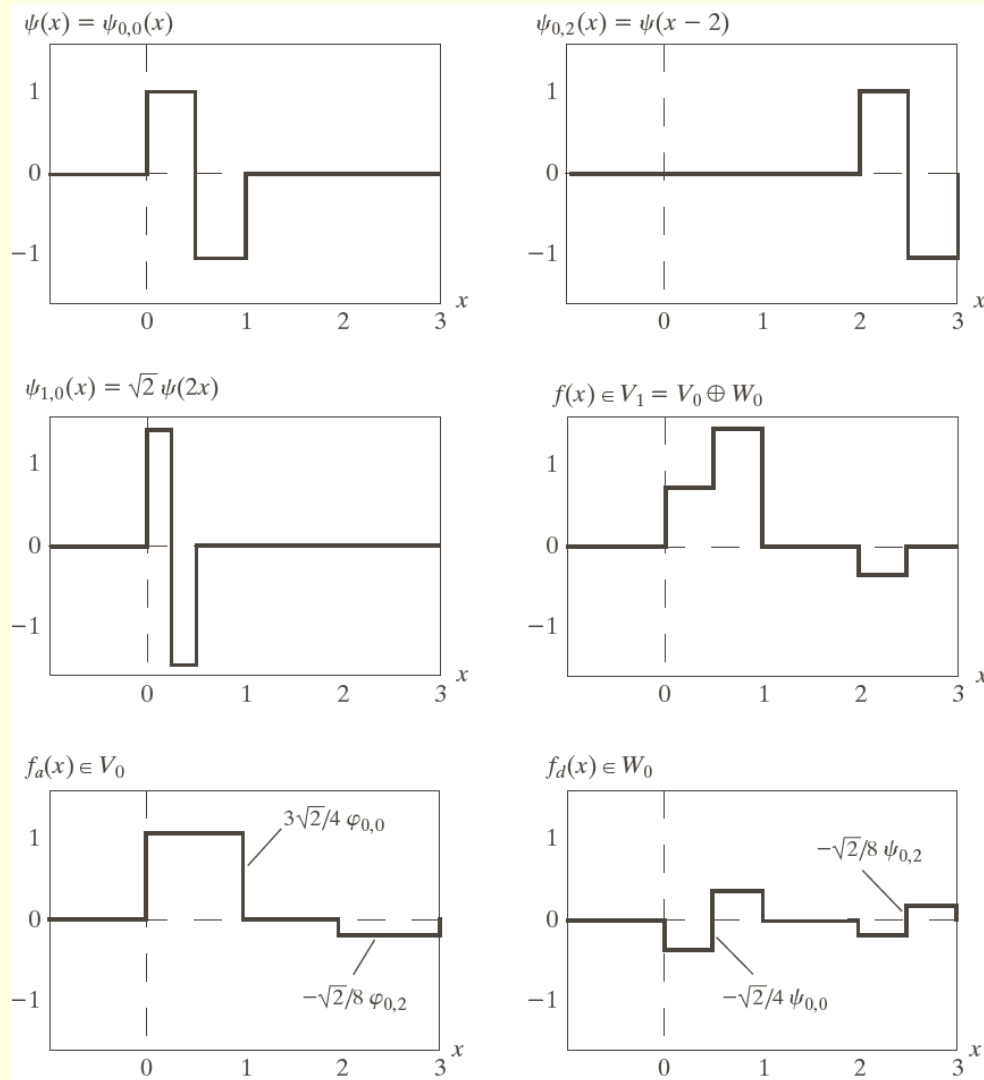 ψ(x) = ψ₀,₀(x)
1
0
−1
0 1 2 3
x
ψ₀,₂(x) = ψ(x − 2)
1
0
−1
0 1 2 3
x
ψ₁,₀(x) = √2 ψ(2x)
1
0
−1
0 1 2 3
x
f(x) ∈ V₁ = V₀ ⊕ W₀
1
0
−1
0 1 2 3
x
fₐ(x) ∈ V₀
1
0
−1
3√2/4 φ₀,₀
−√2/8 φ₀,₂
0 1 2 3
x
f_d(x) ∈ W₀
1
0
−1
−√2/8 ψ₀,₂
−√2/4 ψ₀,₀
0 1 2 3
x